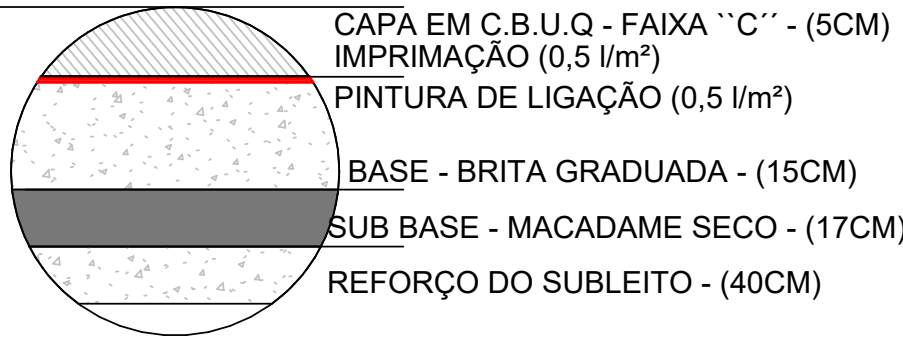 CAPA EM C.B.U.Q - FAIXA ``C´´ - (5CM)
IMPRIMAÇÃO (0,5 l/m²)
PINTURA DE LIGAÇÃO (0,5 l/m²)
BASE - BRITA GRADUADA - (15CM)
SUB BASE - MACADAME SECO - (17CM)
REFORÇO DO SUBLEITO - (40CM)